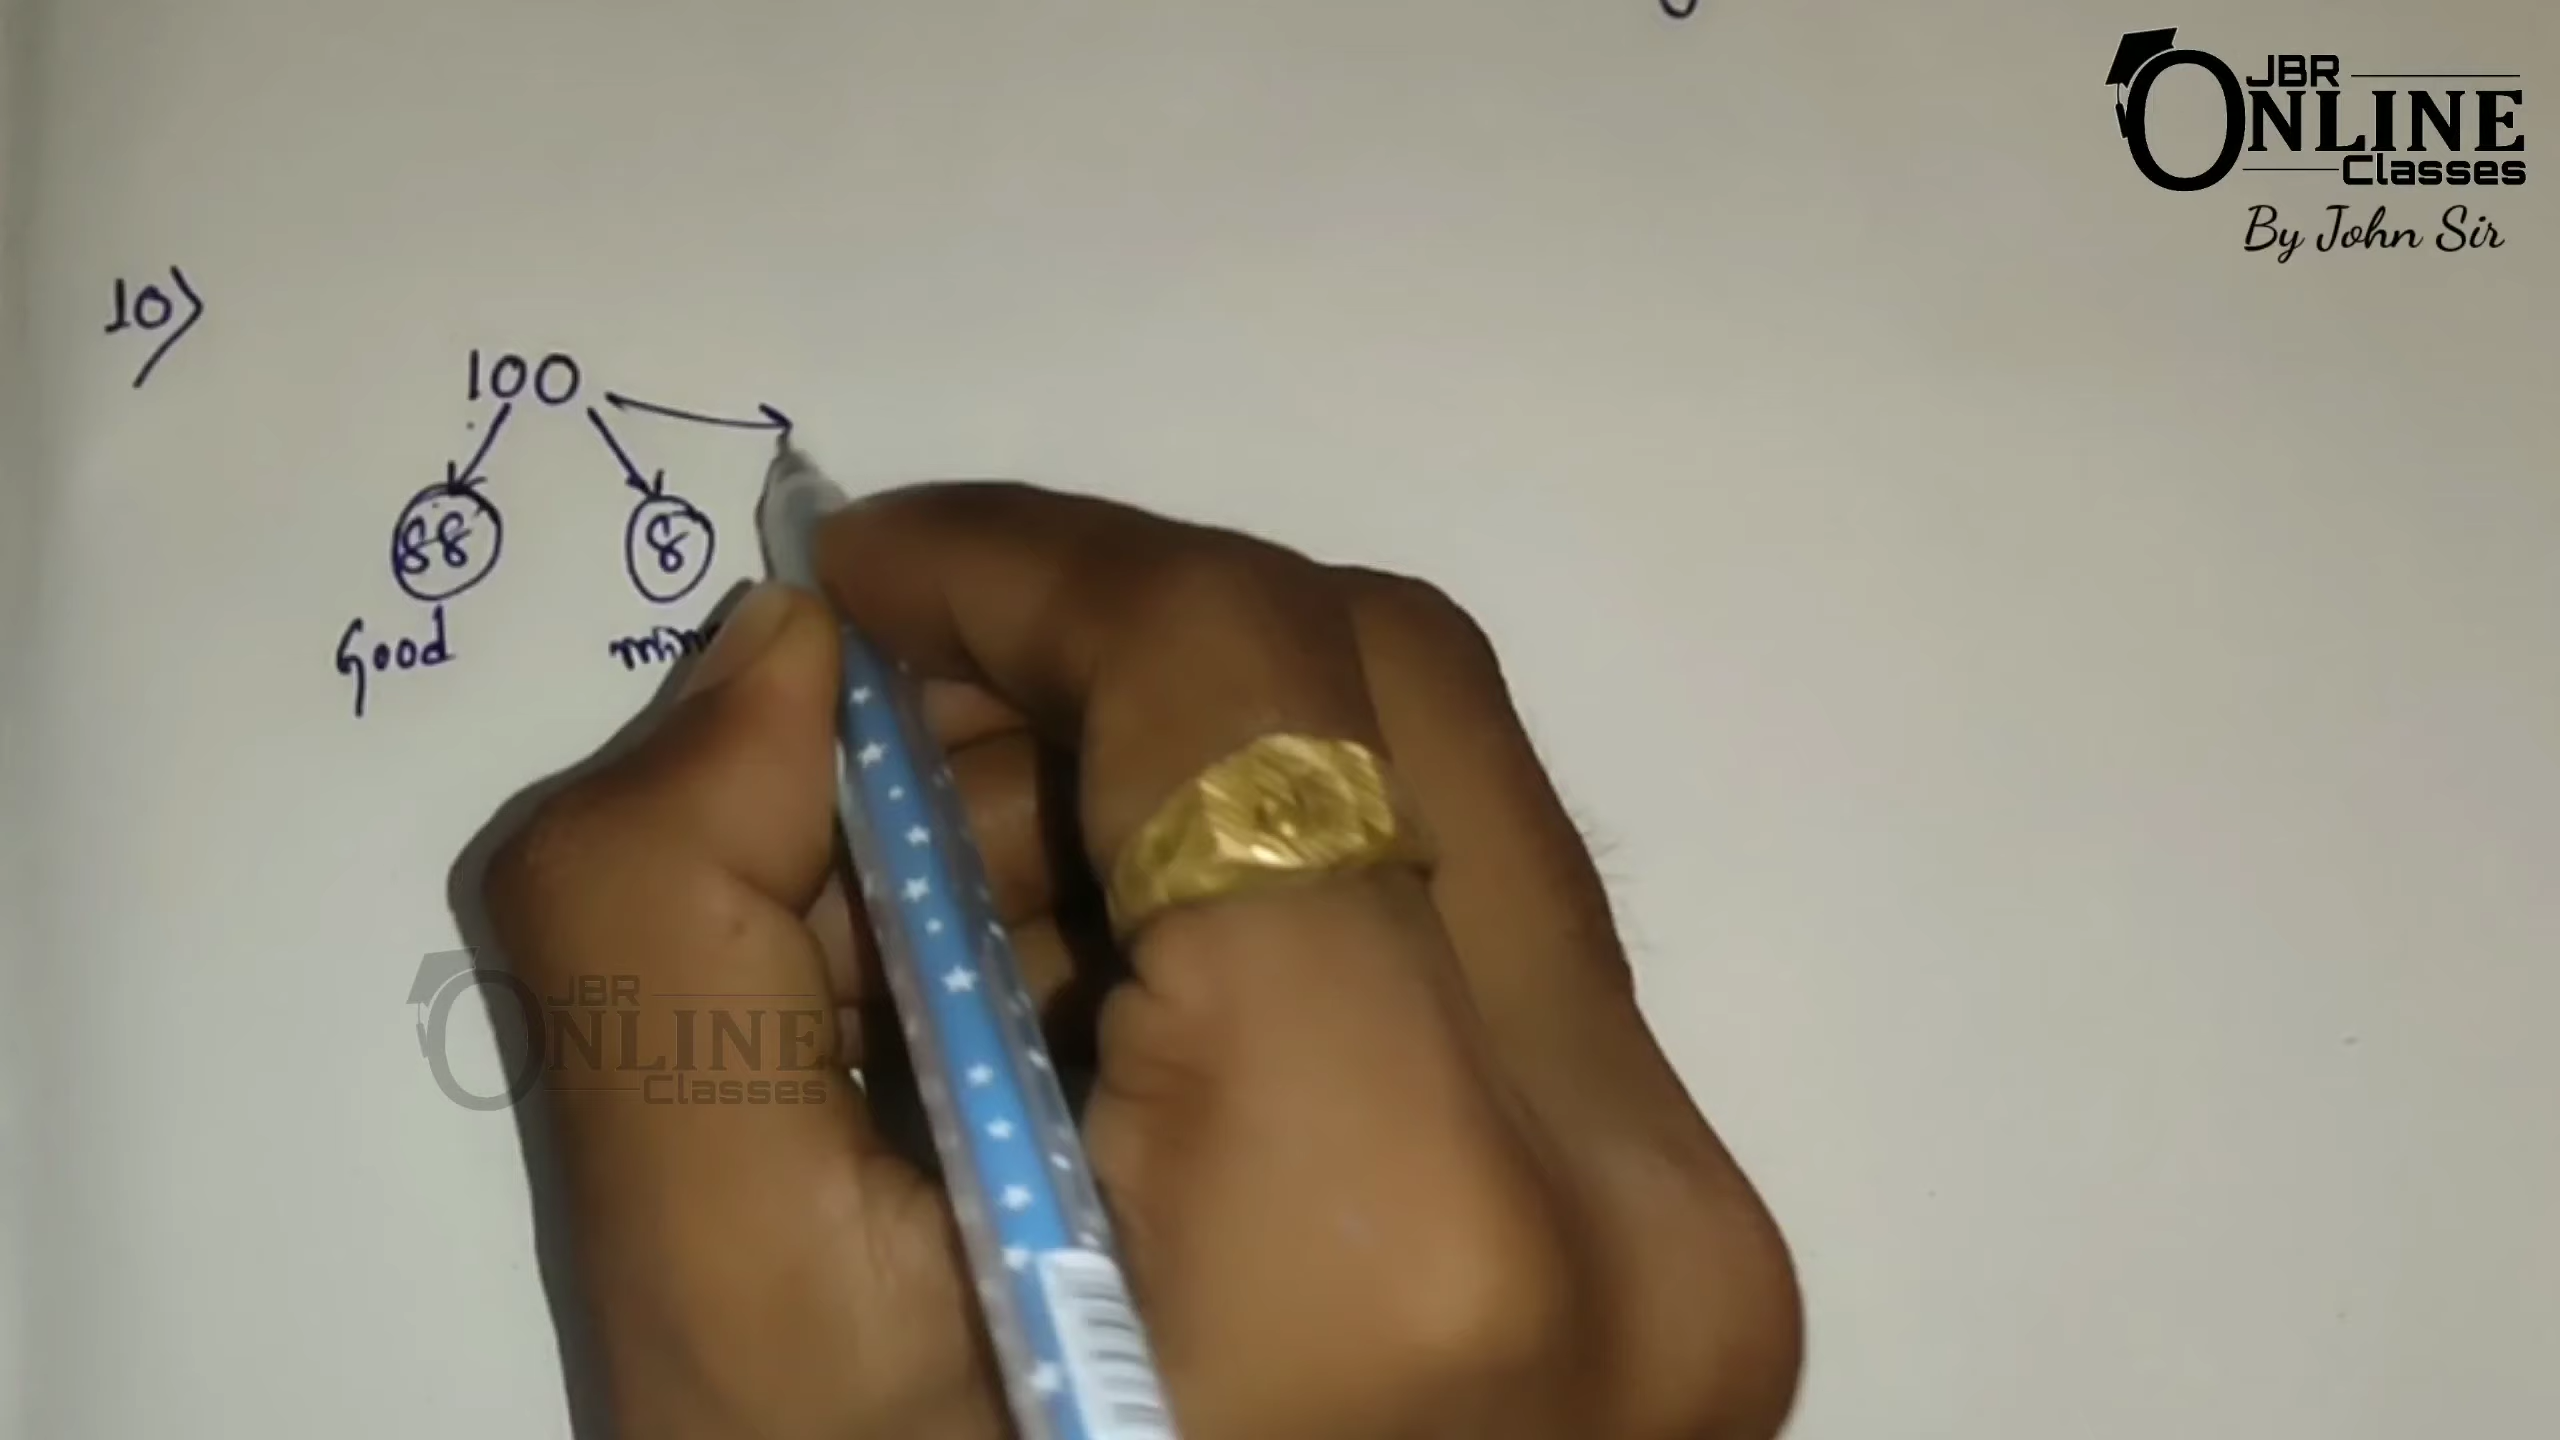 JBR
ONLINE
Classes
By John Sir
10)
100
88 8
Good
JBR
ONLINE
Classes